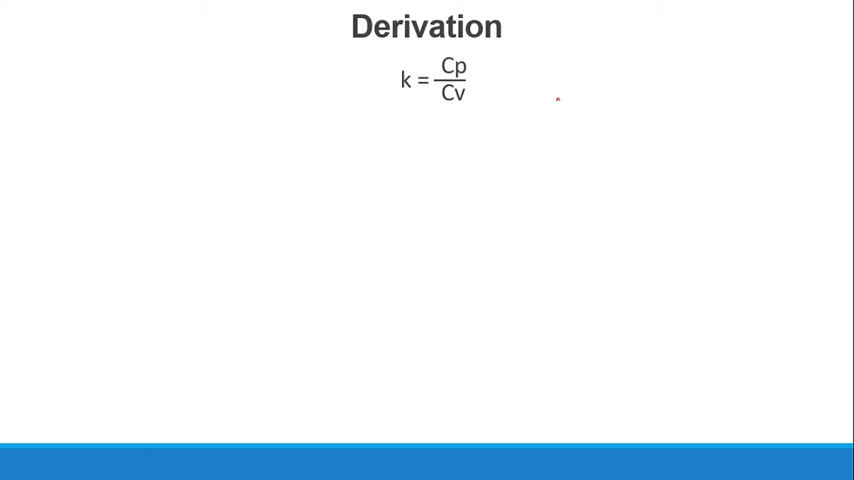 Derivation
k = Cp
Cv